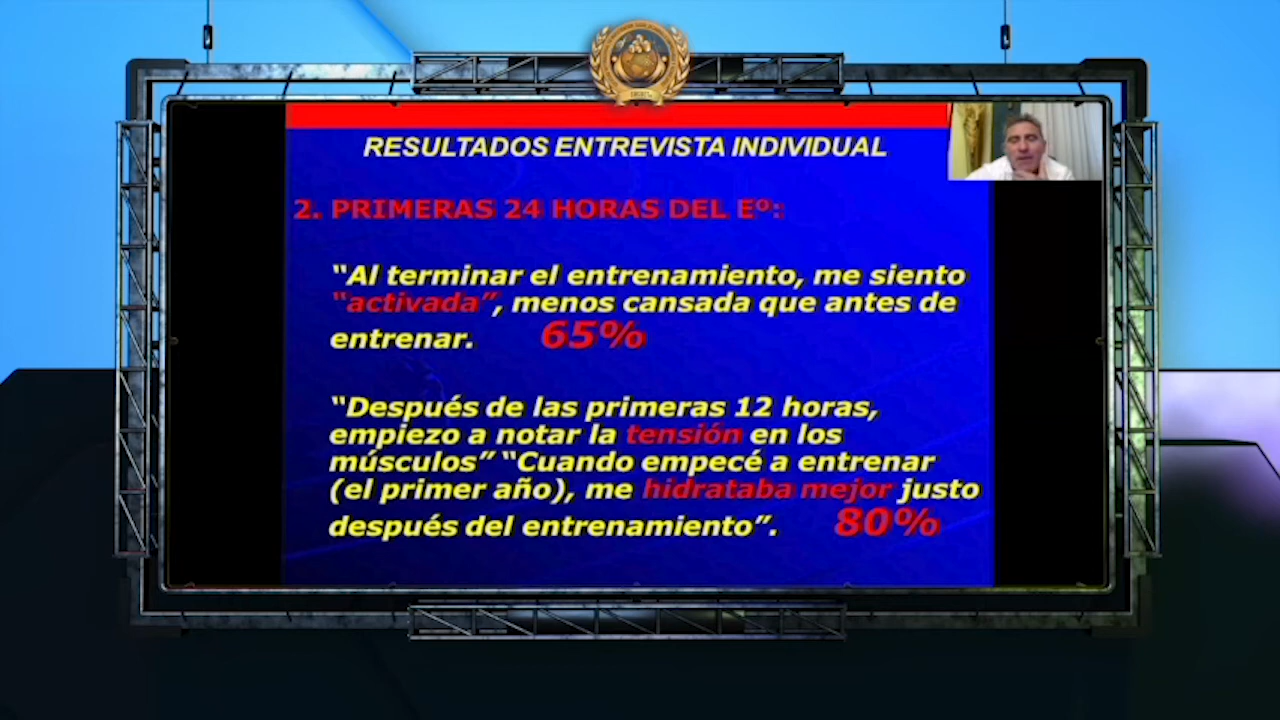 RESULTADOS ENTREVISTA INDIVIDUAL
2. PRIMERAS 24 HORAS DEL Eº:
“Al terminar el entrenamiento, me siento
“activada”, menos cansada que antes de
entrenar. 65%
“Después de las primeras 12 horas,
empiezo a notar la tensión en los
músculos” “Cuando empecé a entrenar
(el primer año), me hidrataba mejor justo
después del entrenamiento”. 80%